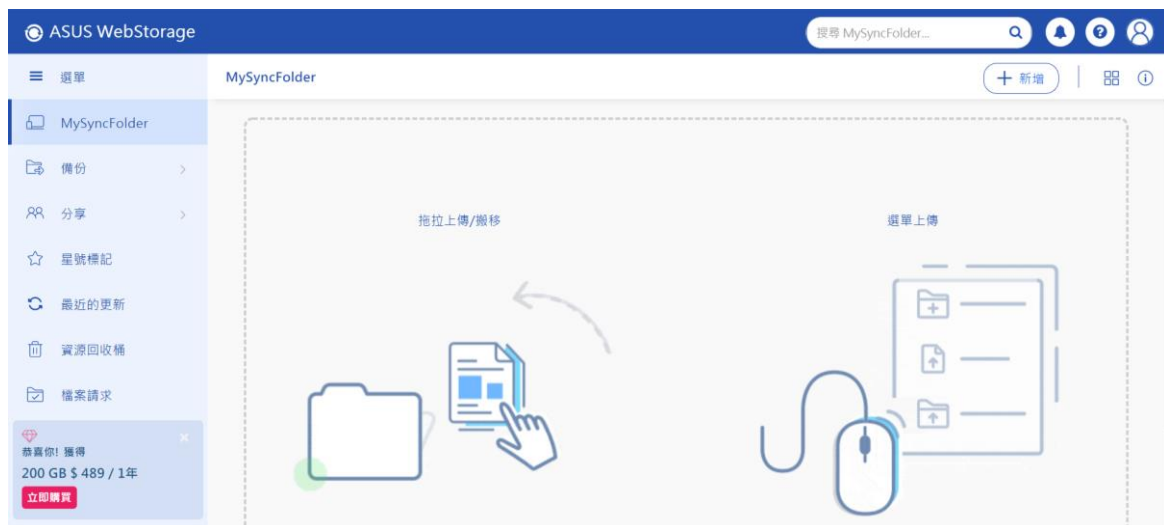 ASUS WebStorage
搜尋 MySyncFolder...
選單
MySyncFolder
+ 新增
MySyncFolder
備份
分享
星號標記
最近的更新
資源回收桶
檔案請求
恭喜你! 獲得
200 GB $ 489 / 1年
立即購買
拖拉上傳/搬移
選單上傳